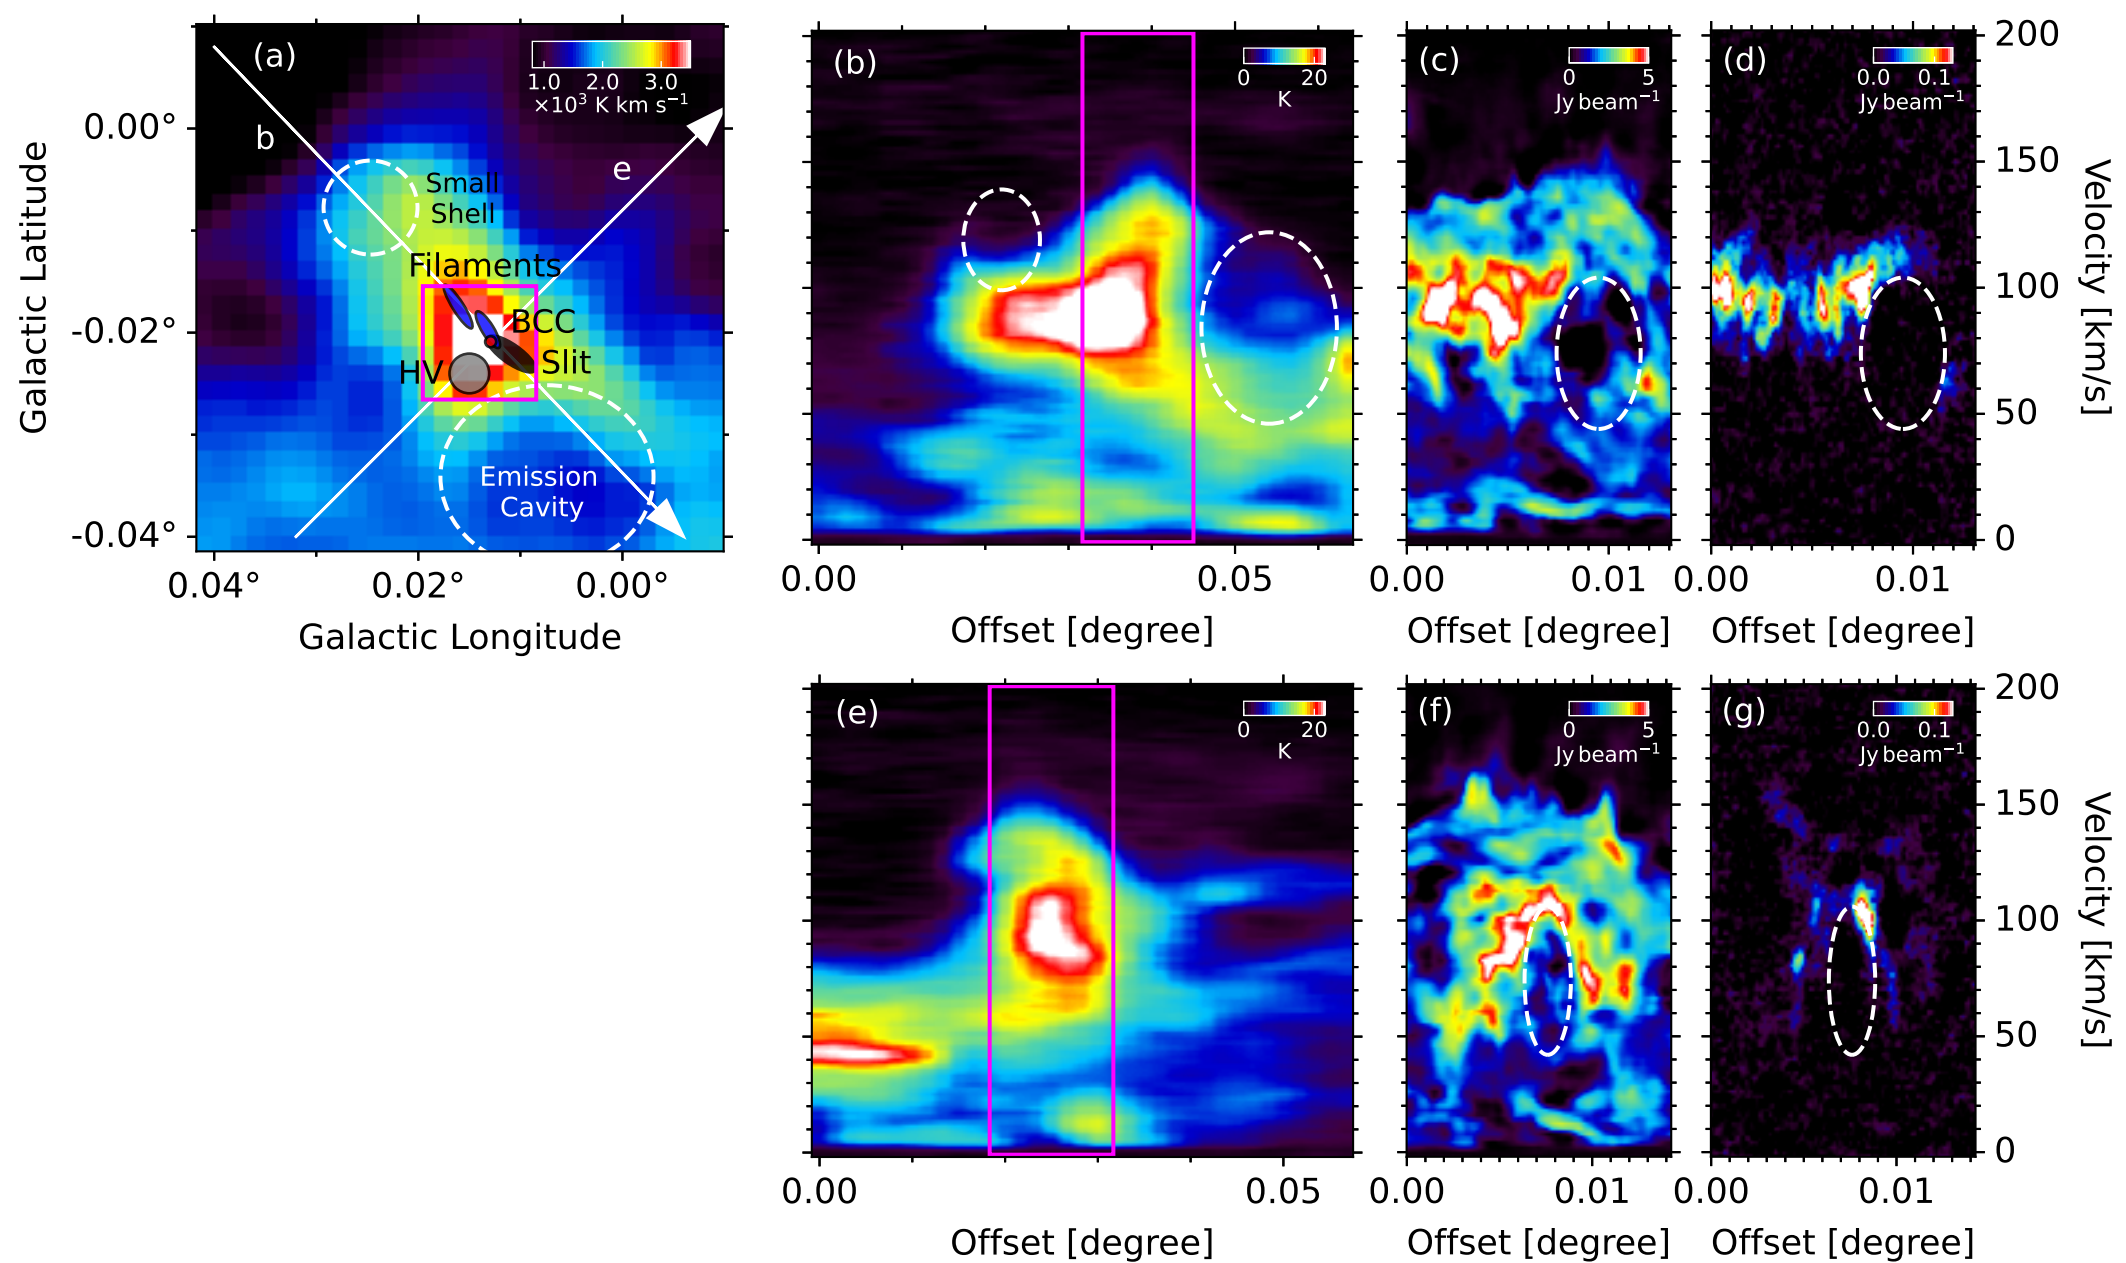 (a)
1.0 2.0 3.0
×10³ K km s⁻¹
b
e
Small
Shell
Filaments
BCC
HV
Slit
Emission
Cavity
0.00°
-0.02°
-0.04°
0.04° 0.02° 0.00°
Galactic Latitude
Galactic Longitude
(b)
0 20
K
0.00 0.05
Offset [degree]
(c)
0 5
Jy beam⁻¹
0.00 0.01
Offset [degree]
(d)
0.0 0.1
Jy beam⁻¹
0.00 0.01
Offset [degree]
200
150
100
50
0
Velocity [km/s]
(e)
0 20
K
0.00 0.05
Offset [degree]
(f)
0 5
Jy beam⁻¹
0.00 0.01
Offset [degree]
(g)
0.0 0.1
Jy beam⁻¹
0.00 0.01
Offset [degree]
200
150
100
50
0
Velocity [km/s]